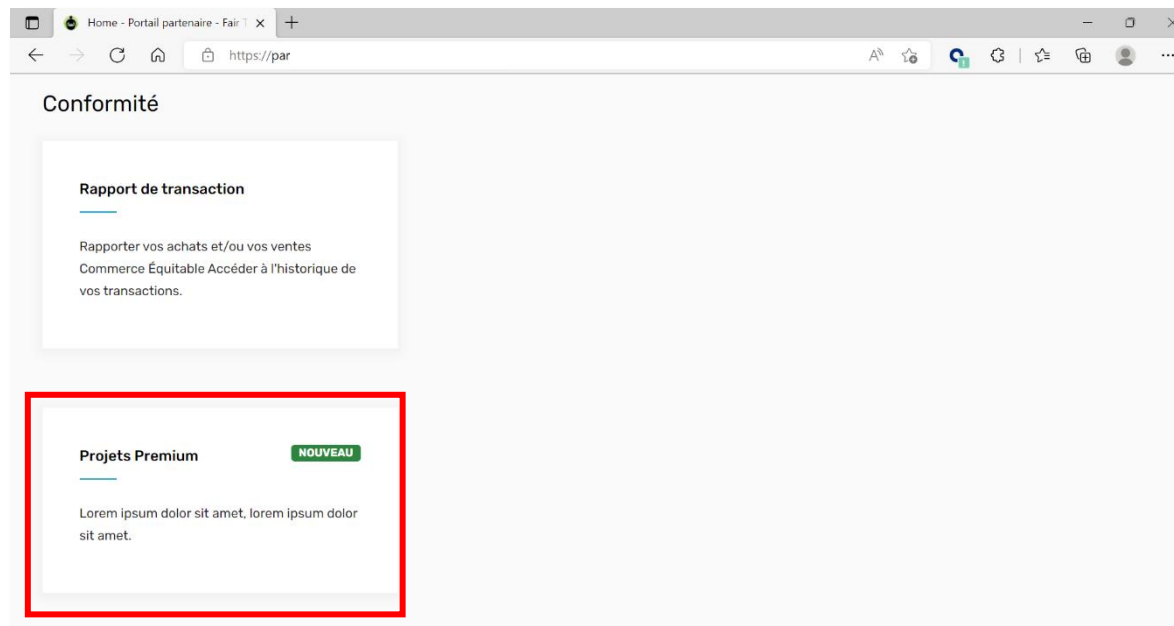 Home - Portail partenaire - Fair T
https://par
Conformité
Rapport de transaction
Rapporter vos achats et/ou vos ventes
Commerce Équitable Accéder à l'historique de
vos transactions.
Projets Premium NOUVEAU
Lorem ipsum dolor sit amet, lorem ipsum dolor
sit amet.